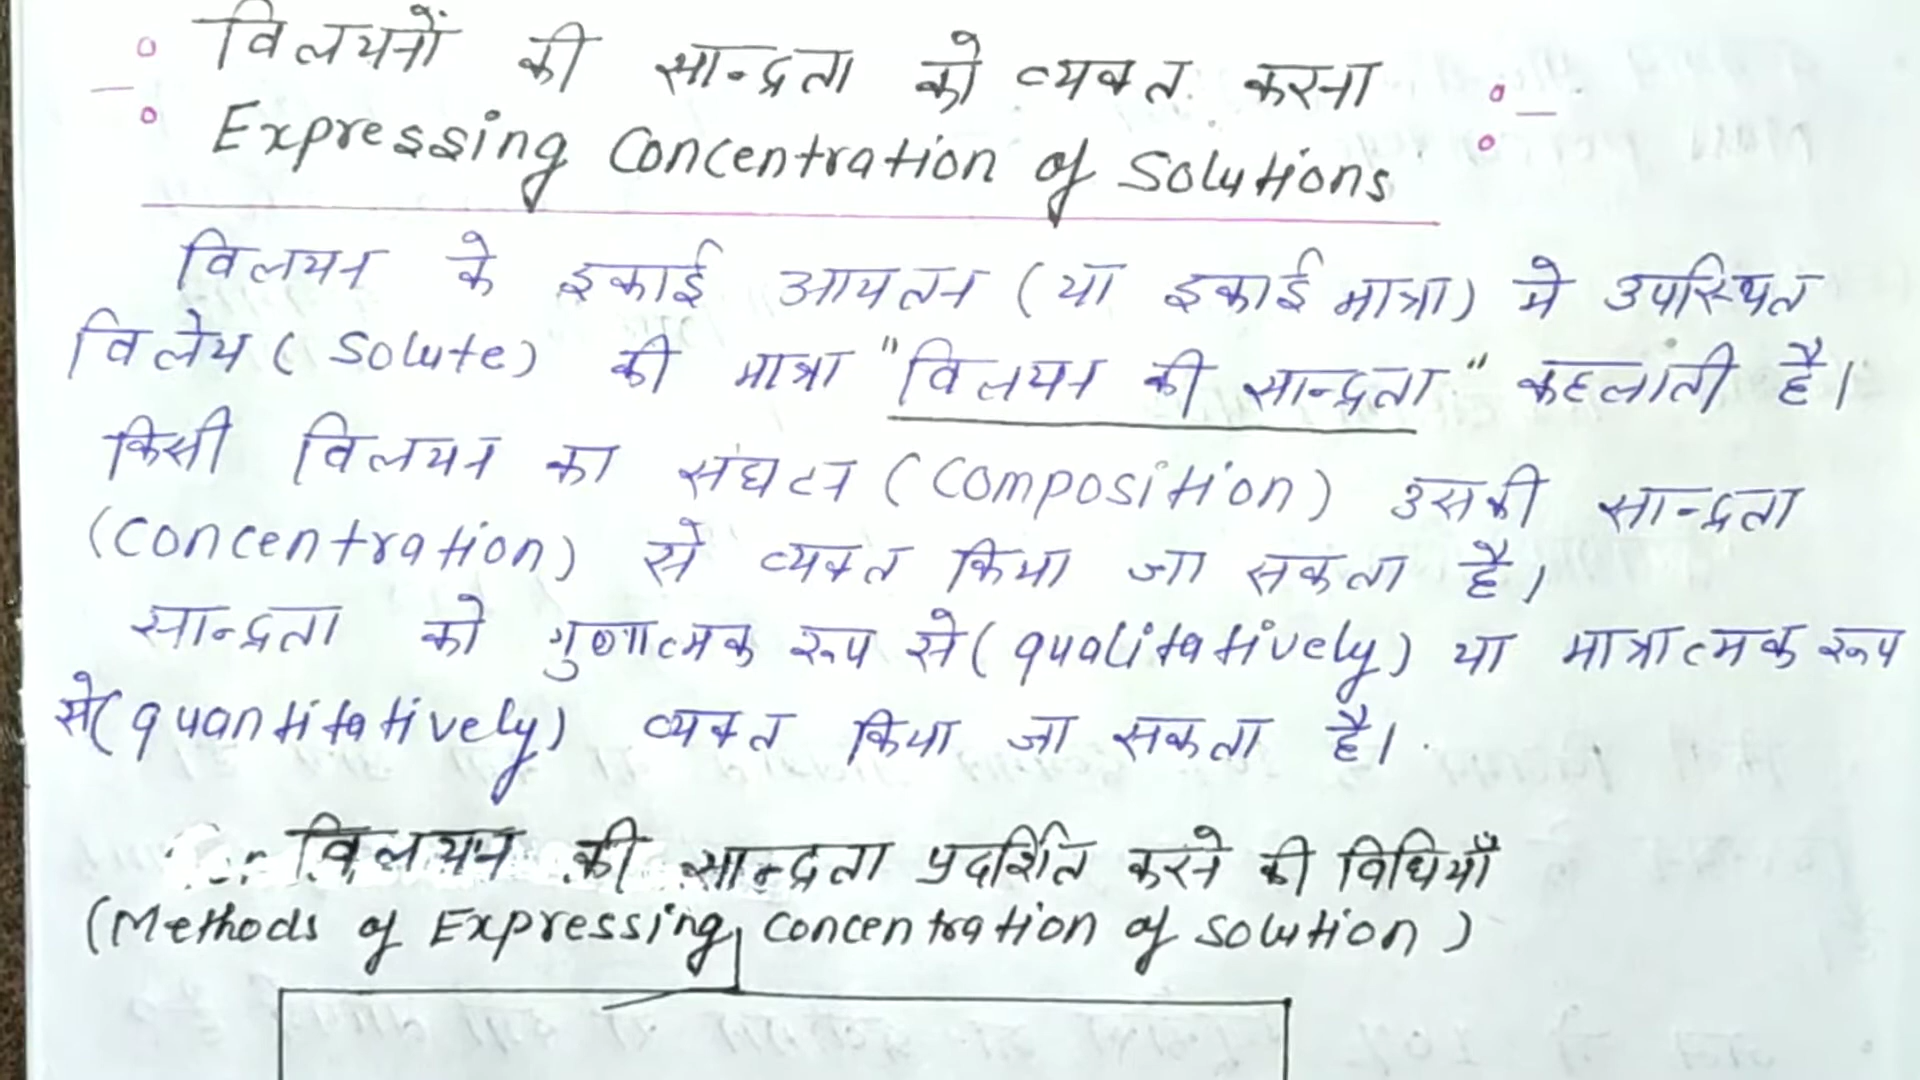 विलयनों की सान्द्रता को व्यक्त करना
Expressing Concentration of Solutions
विलयन के इकाई आयतन (या इकाई मात्रा) मे उपस्थित
विलेय (Solute) की मात्रा "विलयन की सान्द्रता" कहलाती है।
किसी विलयन का संघटन (Composition) उसकी सान्द्रता
(Concentration) से व्यक्त किया जा सकता है।
सान्द्रता को गुणात्मक रूप से (qualitatively) या मात्रात्मक रूप
से (quantitatively) व्यक्त किया जा सकता है।
विलयन की सान्द्रता प्रदर्शित करने की विधियाँ
(Methods of Expressing Concentration of Solution)